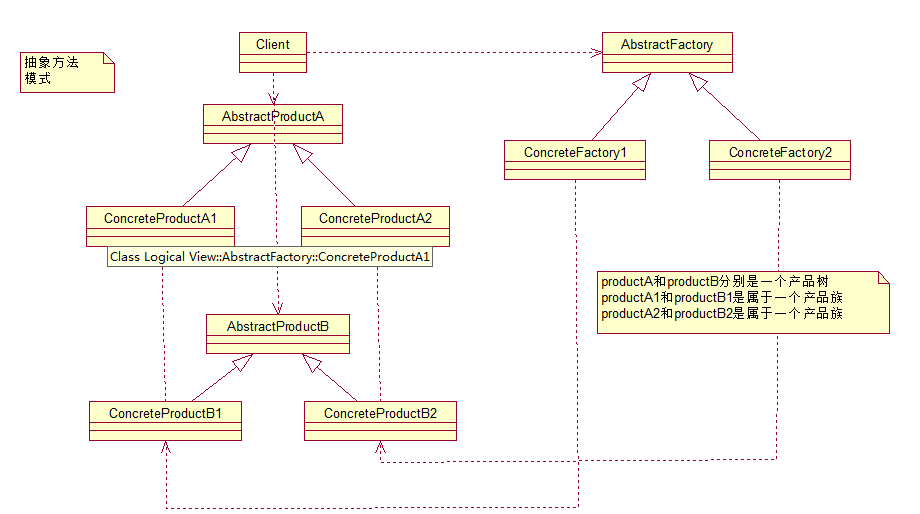 Client
AbstractFactory
抽象方法
模式
AbstractProductA
ConcreteFactory1
ConcreteFactory2
ConcreteProductA1
ConcreteProductA2
Class Logical View::AbstractFactory::ConcreteProductA1
productA和productB分别是一个产品树
productA1和productB1是属于一个产品族
productA2和productB2是属于一个产品族
AbstractProductB
ConcreteProductB1
ConcreteProductB2